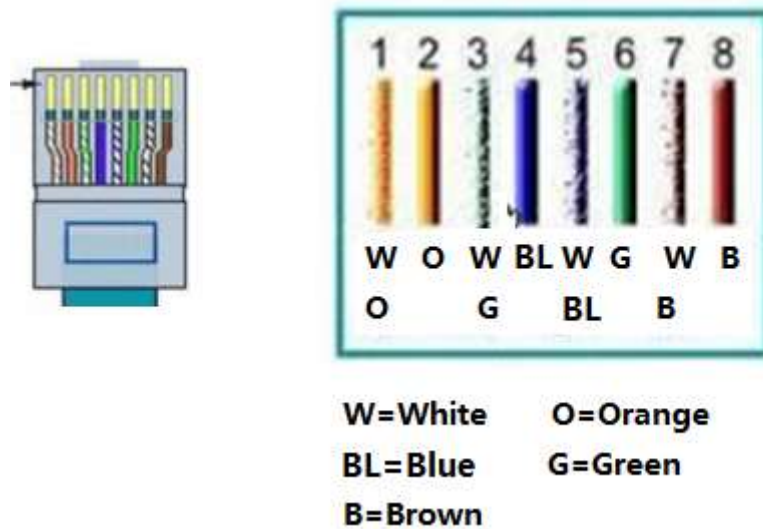 1 2 3 4 5 6 7 8
W O W BL W G W B
O G BL B
W=White O=Orange
BL=Blue G=Green
B=Brown